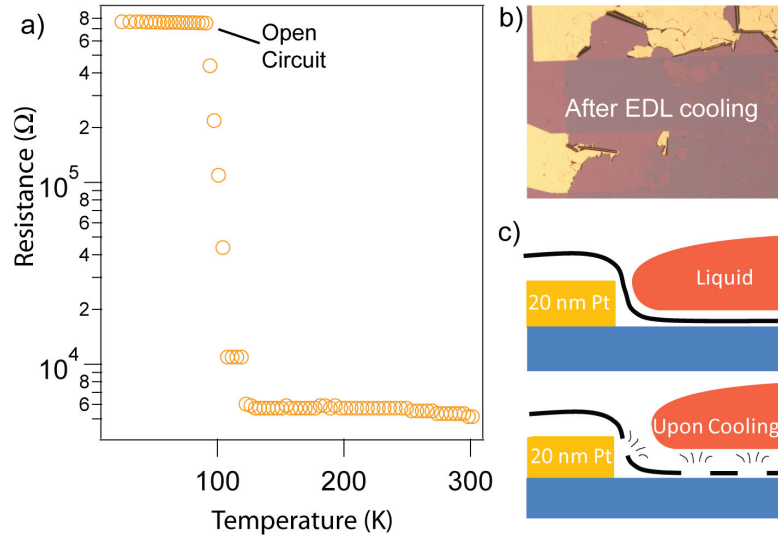 a)
Open
Circuit
Resistance (Ω)
8
6
4
2
10^5
8
6
4
2
10^4
8
6
100
200
300
Temperature (K)
b)
After EDL cooling
c)
Liquid
20 nm Pt
Upon Cooling
20 nm Pt